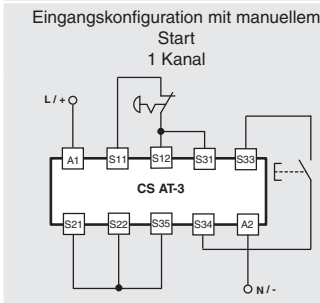 Eingangskonfiguration mit manuellem
Start
1 Kanal
L / +
A1 S11 S12 S31 S33
CS AT-3
S21 S22 S35 S34 A2
N / -